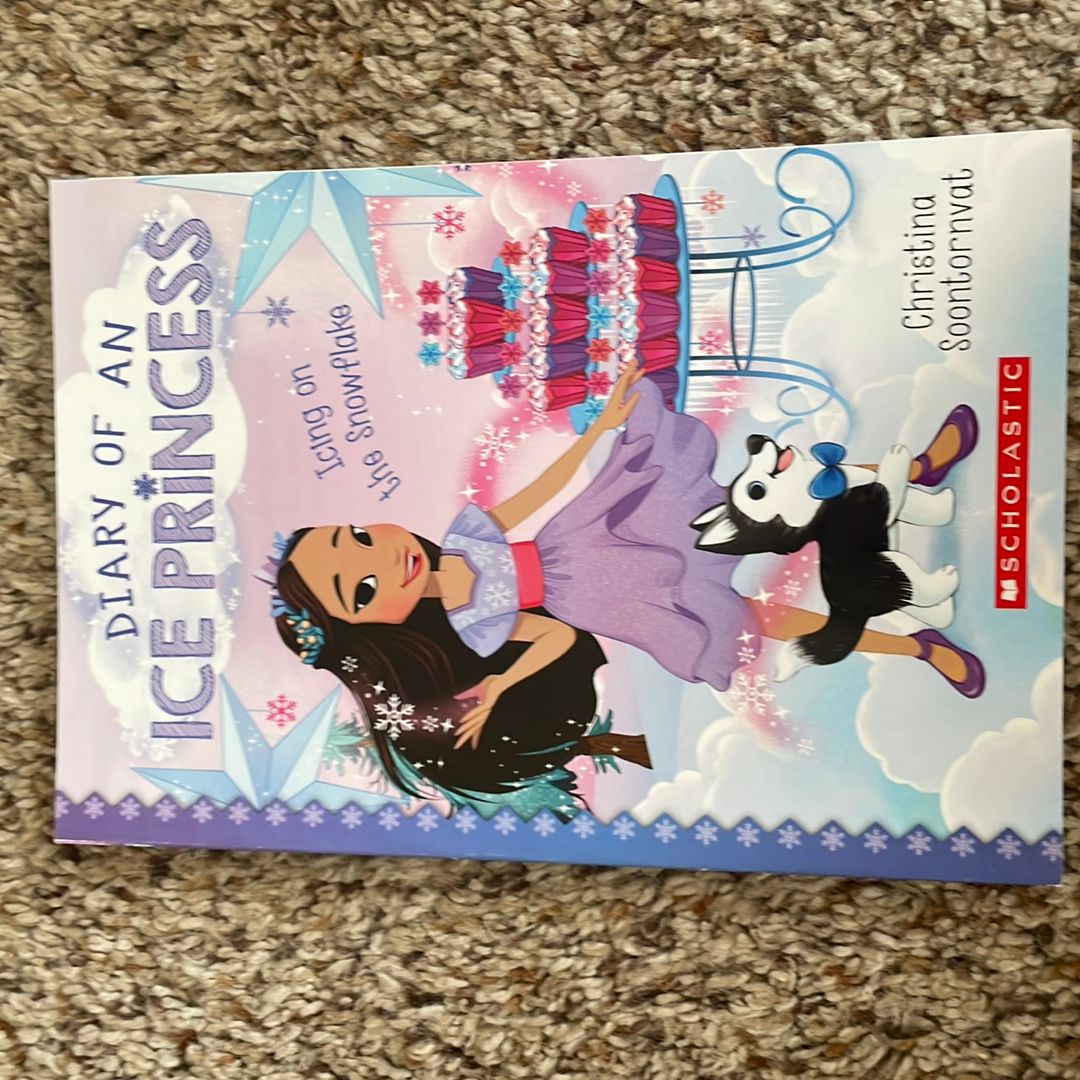 DIARY OF AN
ICE PRINCESS
Icing on
the Snowflake
Christina
Soontornvat
SCHOLASTIC